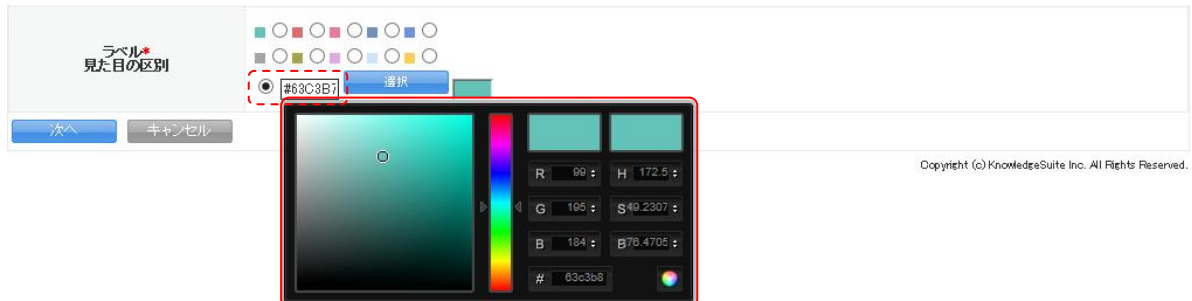 ラベル*
見た目の区別
#63C3B7
選択
次へ
キャンセル
Copyright (c) KnowledgeSuite Inc. All Rights Reserved.
R 99 H 172.5
G 195 S 49.2307
B 184 B 76.4705
# 63c3b8